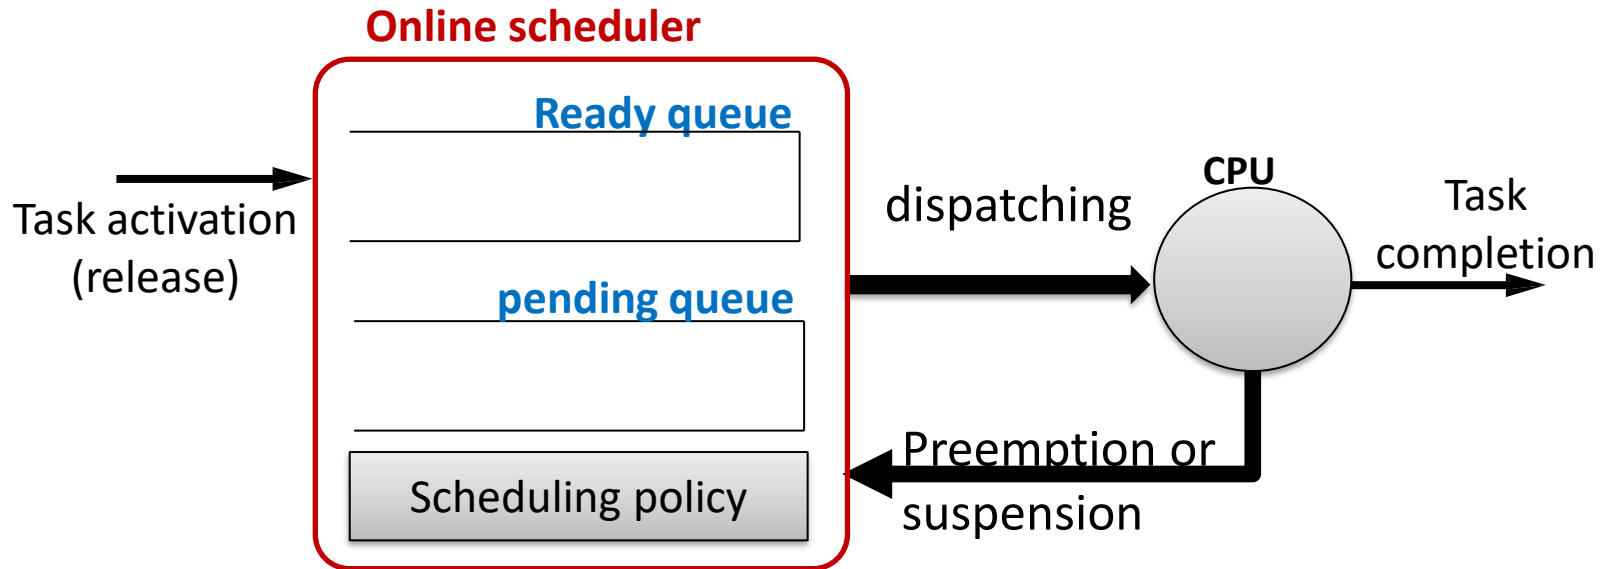 Online scheduler
Ready queue
Task activation
(release)
pending queue
Scheduling policy
dispatching
CPU
Task
completion
Preemption or
suspension